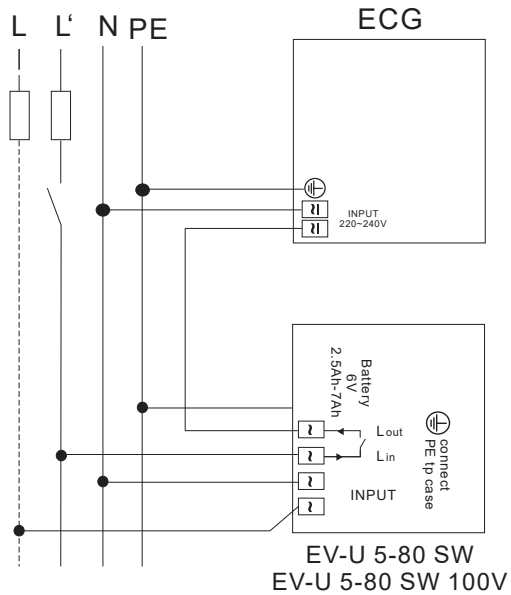 L L‘ N PE
ECG
INPUT
220~240V
Battery
6V
2.5Ah-7Ah
Lout
Lin
INPUT
connect
PE tp case
EV-U 5-80 SW
EV-U 5-80 SW 100V